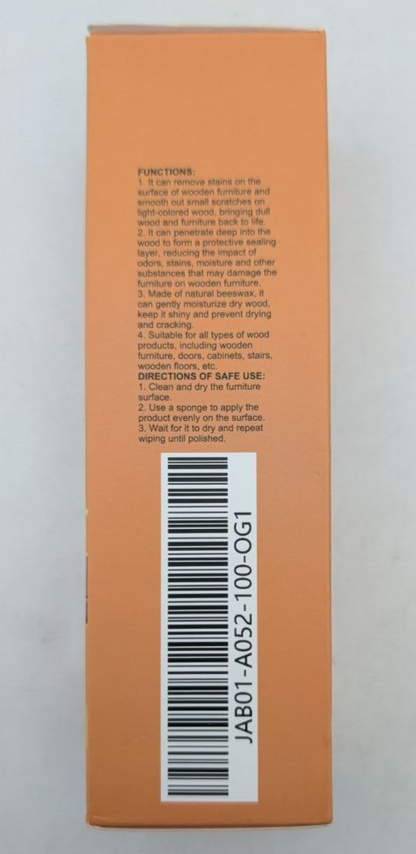 FUNCTIONS:
1. It can remove stains on the
surface of wooden furniture and
smooth out small scratches on
light-colored wood, bringing dull
wood and furniture back to life.
2. It can penetrate deep into the
wood to form a protective sealing
layer, reducing the impact of
odors, stains, moisture and other
substances that may damage the
furniture on wooden furniture.
3. Made of natural beeswax, it
can gently moisturize dry wood,
keep it shiny and prevent drying
and cracking.
4. Suitable for all types of wood
products, including wooden
furniture, doors, cabinets, stairs,
wooden floors, etc.
DIRECTIONS OF SAFE USE:
1. Clean and dry the furniture
surface.
2. Use a sponge to apply the
product evenly on the surface.
3. Wait for it to dry and repeat
wiping until polished.
JAB01-A052-100-OG1